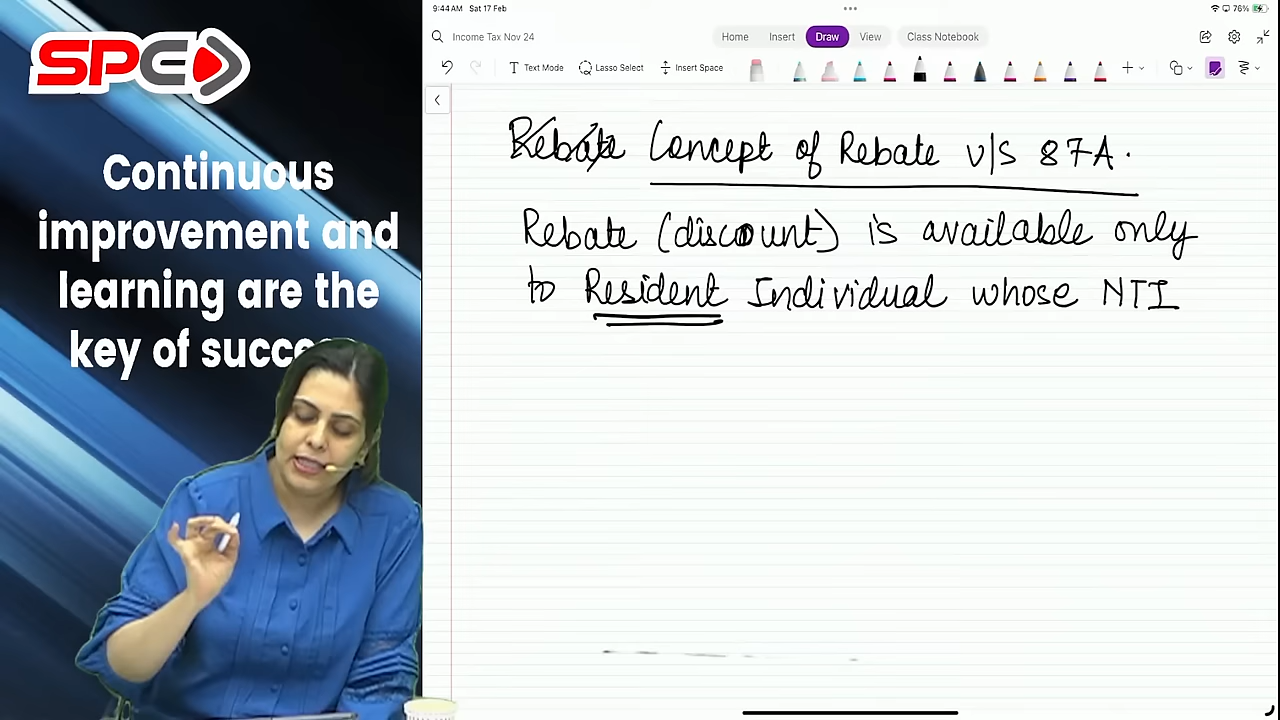 9:44 AM Sat 17 Feb
76%
Income Tax Nov 24
Home Insert Draw View Class Notebook
Text Mode Lasso Select Insert Space
SPC
Continuous
improvement and
learning are the
key of succe
Rebate Concept of Rebate v/s 87A.
Rebate (discount) is available only
to Resident Individual whose NTI